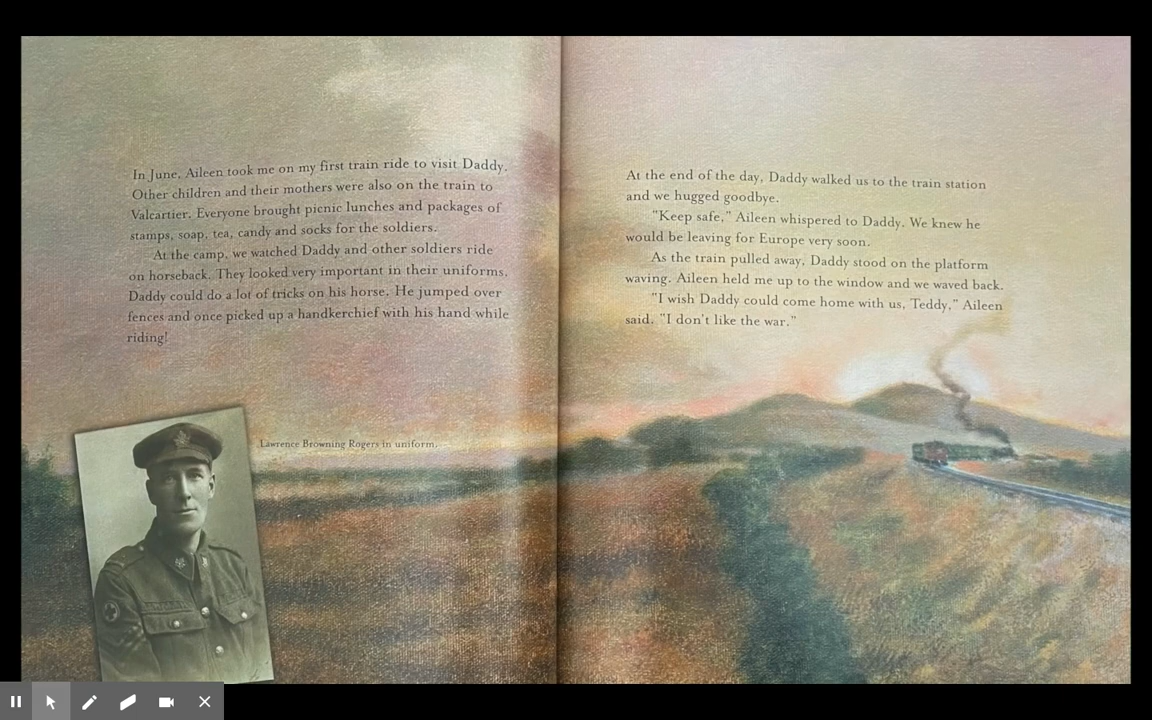 In June, Aileen took me on my first train ride to visit Daddy.
Other children and their mothers were also on the train to
Valcartier. Everyone brought picnic lunches and packages of
stamps, soap, tea, candy and socks for the soldiers.
At the camp, we watched Daddy and other soldiers ride
on horseback. They looked very important in their uniforms.
Daddy could do a lot of tricks on his horse. He jumped over
fences and once picked up a handkerchief with his hand while
riding!
Lawrence Browning Rogers in uniform.
At the end of the day, Daddy walked us to the train station
and we hugged goodbye.
"Keep safe," Aileen whispered to Daddy. We knew he
would be leaving for Europe very soon.
As the train pulled away, Daddy stood on the platform
waving. Aileen held me up to the window and we waved back.
"I wish Daddy could come home with us, Teddy," Aileen
said. "I don't like the war."